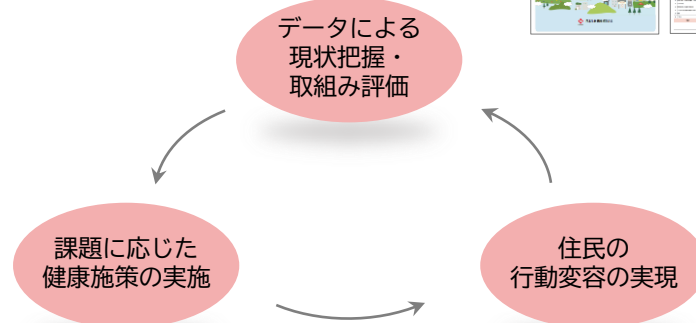 データによる
現状把握・
取組み評価
課題に応じた
健康施策の実施
住民の
行動変容の実現